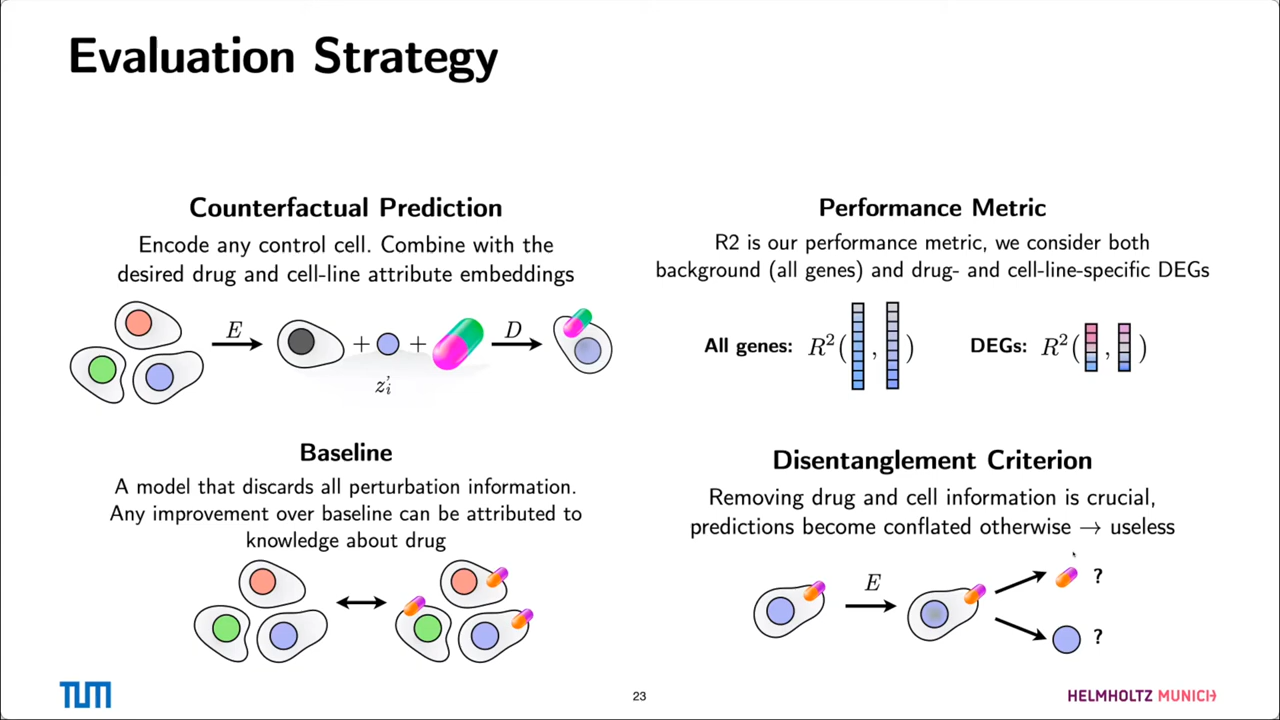 Evaluation Strategy
Counterfactual Prediction
Encode any control cell. Combine with the
desired drug and cell-line attribute embeddings
E
+ +
D
z'i
Performance Metric
R2 is our performance metric, we consider both
background (all genes) and drug- and cell-line-specific DEGs
All genes: R²( , )
DEGs: R²( , )
Baseline
A model that discards all perturbation information.
Any improvement over baseline can be attributed to
knowledge about drug
Disentanglement Criterion
Removing drug and cell information is crucial,
predictions become conflated otherwise → useless
E
?
?
TUM
23
HELMHOLTZ MUNICH